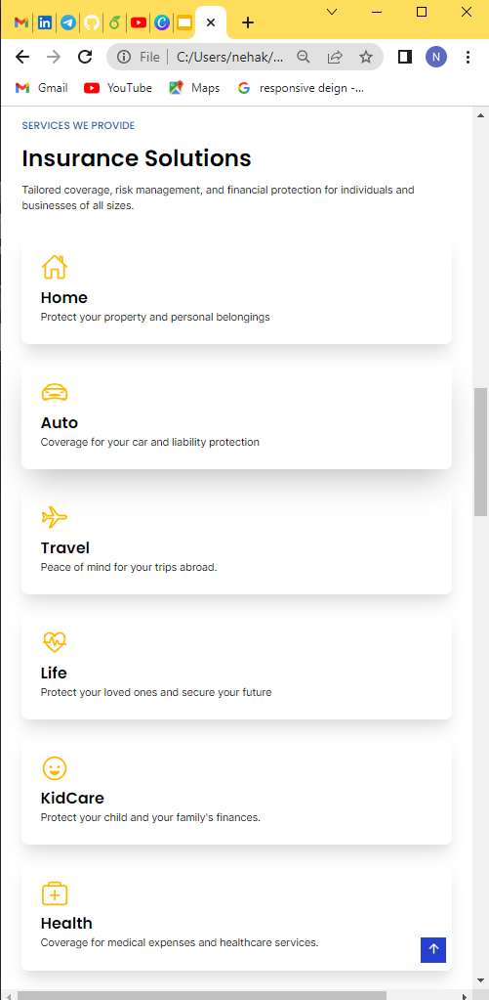 File
C:/Users/nehak/...
N
Gmail
YouTube
Maps
responsive deign -...
SERVICES WE PROVIDE
Insurance Solutions
Tailored coverage, risk management, and financial protection for individuals and
businesses of all sizes.
Home
Protect your property and personal belongings
Auto
Coverage for your car and liability protection
Travel
Peace of mind for your trips abroad.
Life
Protect your loved ones and secure your future
KidCare
Protect your child and your family's finances.
Health
Coverage for medical expenses and healthcare services.